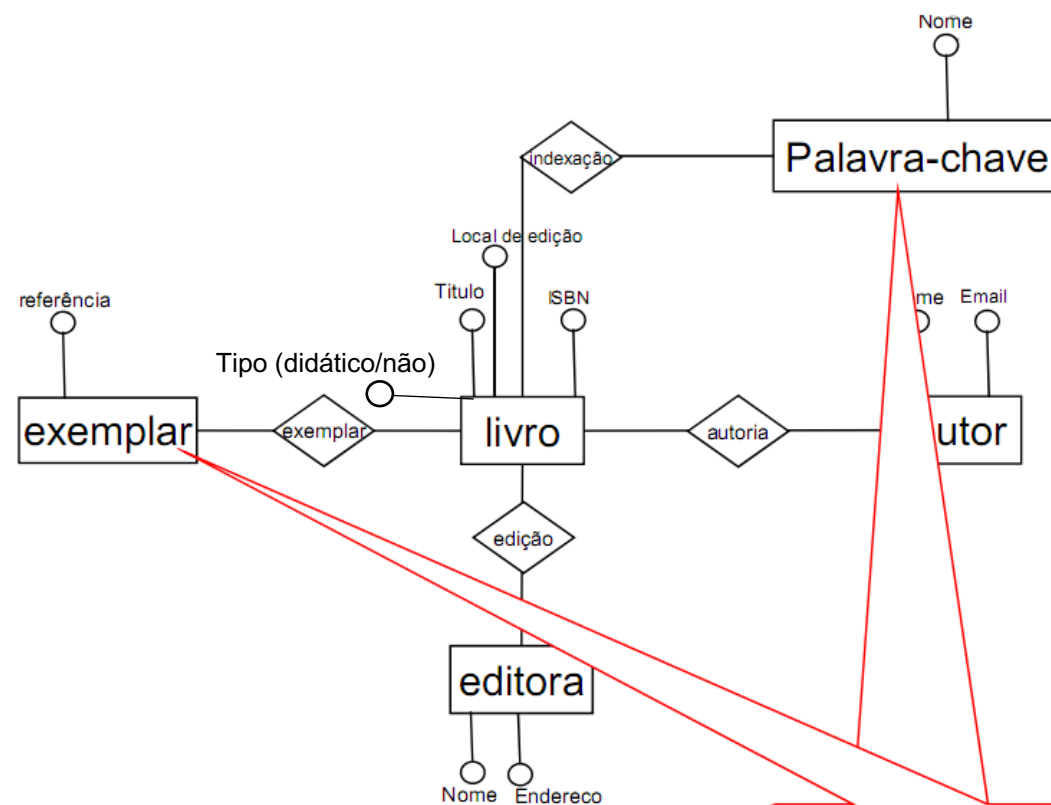 Nome
Palavra-chave
indexação
Local de edição
Titulo
ISBN
referência
me
Email
Tipo (didático/não)
exemplar
exemplar
livro
autoria
utor
edição
editora
Nome
Endereco